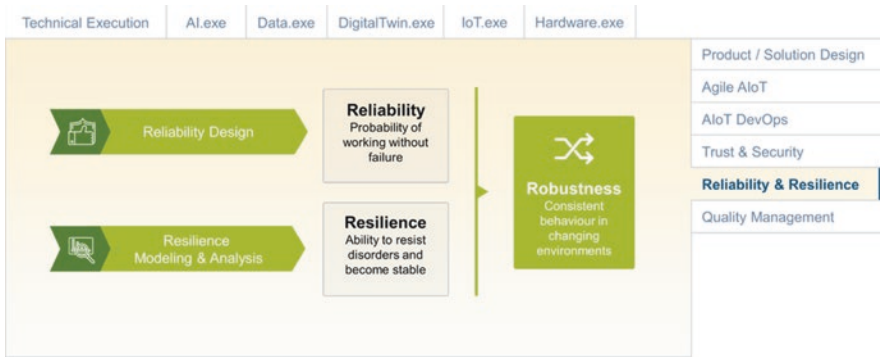 Technical Execution
AI.exe
Data.exe
DigitalTwin.exe
IoT.exe
Hardware.exe
Reliability Design
Reliability
Probability of
working without
failure
Resilience
Modeling & Analysis
Resilience
Ability to resist
disorders and
become stable
Robustness
Consistent
behaviour in
changing
environments
Product / Solution Design
Agile AIoT
AIoT DevOps
Trust & Security
Reliability & Resilience
Quality Management